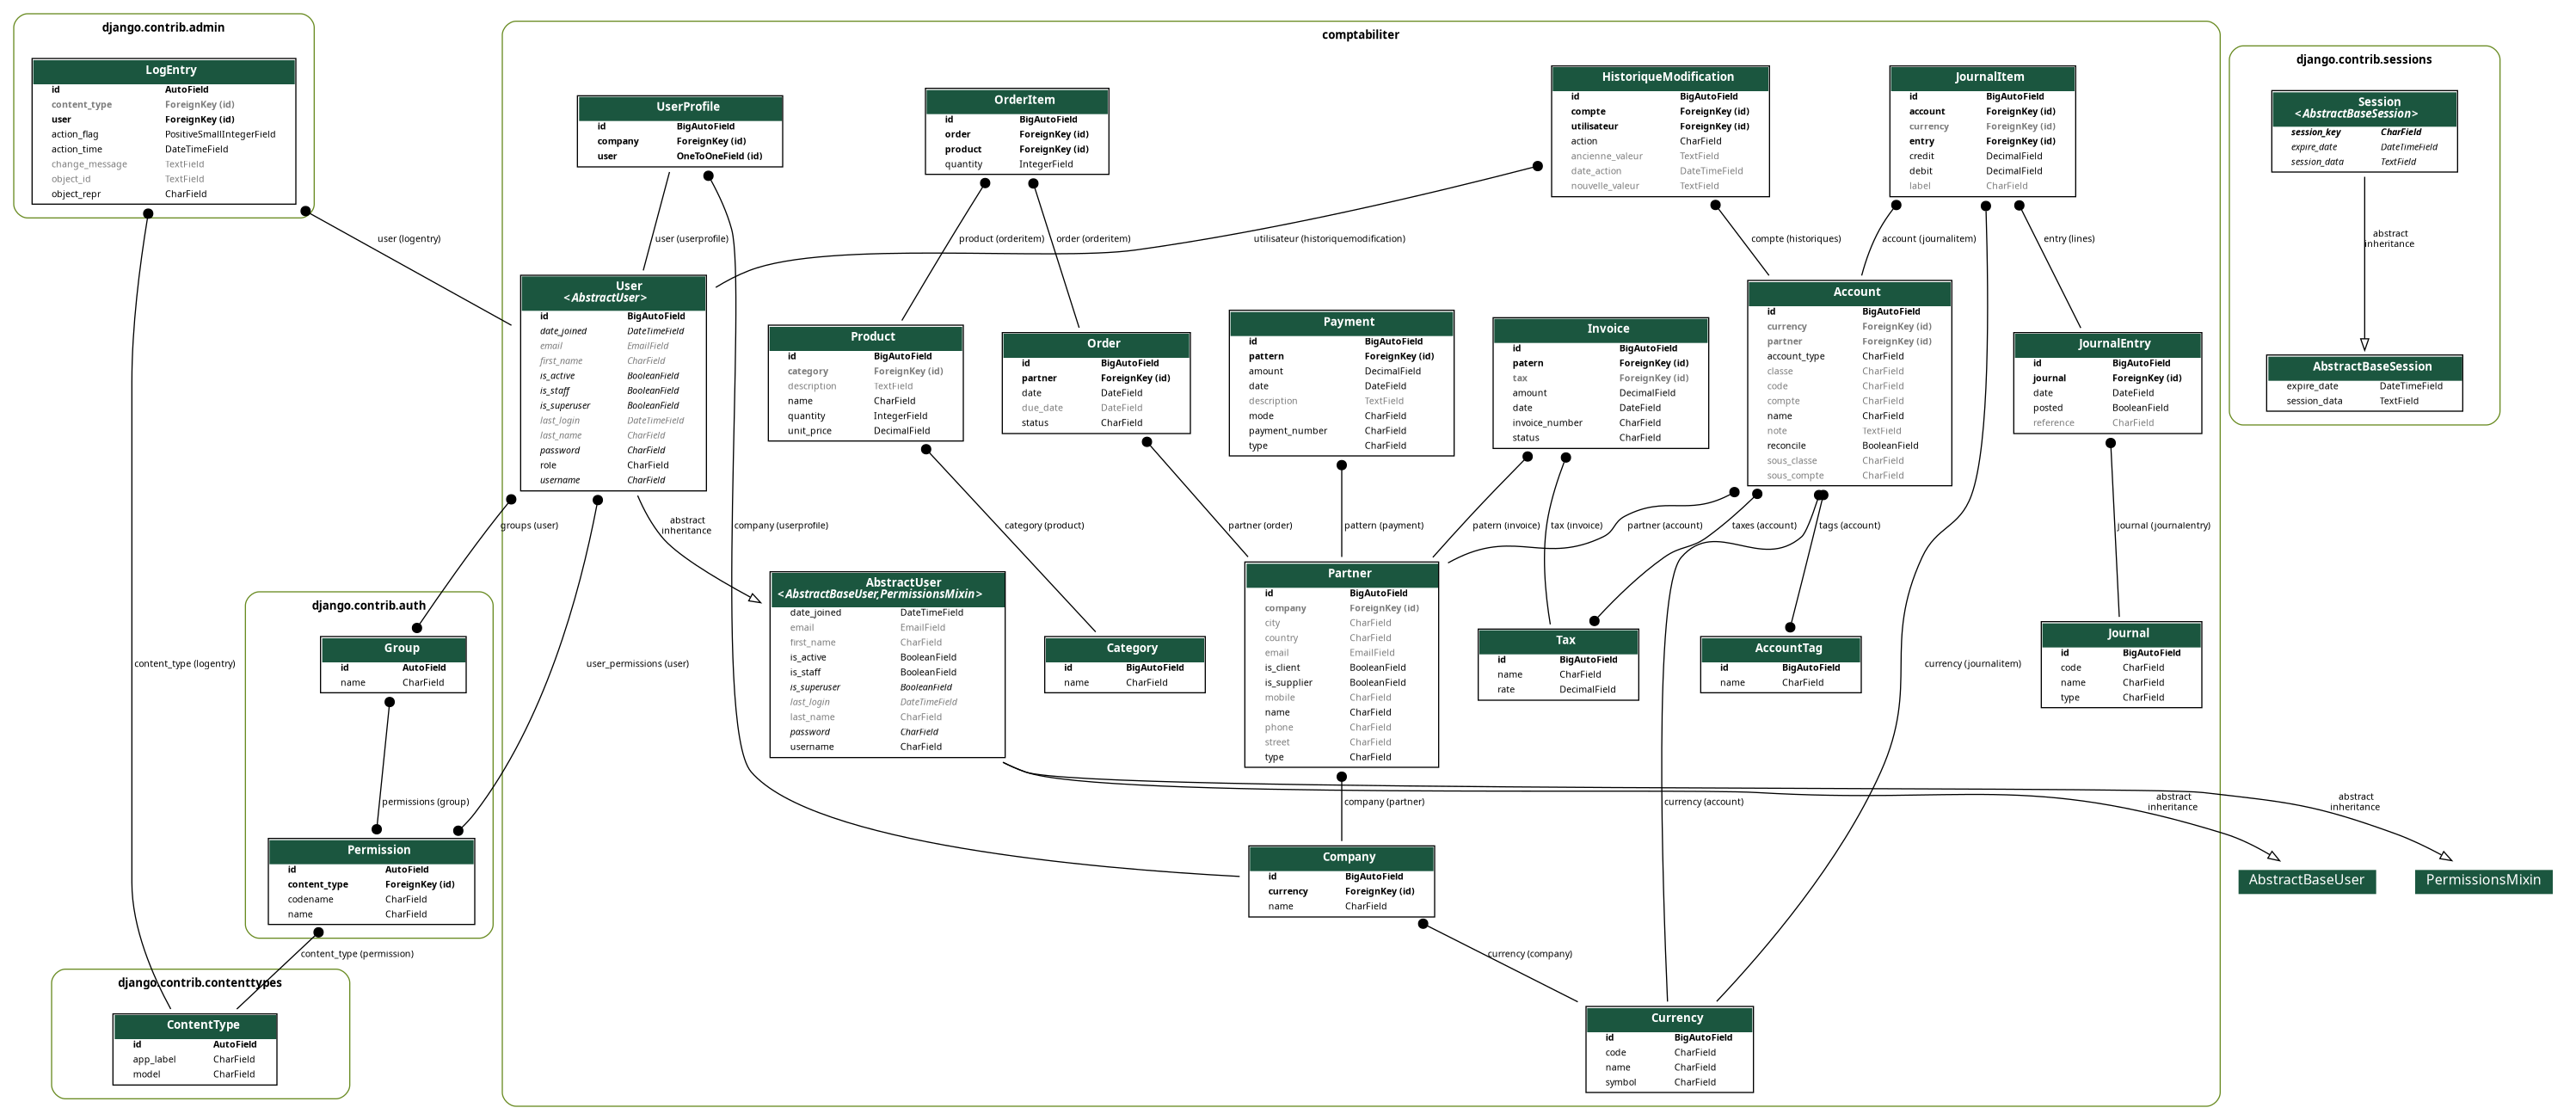 django.contrib.admin
LogEntry
id AutoField
content_type ForeignKey (id)
user ForeignKey (id)
action_flag PositiveSmallIntegerField
action_time DateTimeField
change_message TextField
object_id TextField
object_repr CharField
comptabiliter
UserProfile
id BigAutoField
company ForeignKey (id)
user OneToOneField (id)
OrderItem
id BigAutoField
order ForeignKey (id)
product ForeignKey (id)
quantity IntegerField
HistoriqueModification
id BigAutoField
compte ForeignKey (id)
utilisateur ForeignKey (id)
action CharField
ancienne_valeur TextField
date_action DateTimeField
nouvelle_valeur TextField
JournalItem
id BigAutoField
account ForeignKey (id)
currency ForeignKey (id)
entry ForeignKey (id)
credit DecimalField
debit DecimalField
label CharField
django.contrib.sessions
Session
<AbstractBaseSession>
session_key CharField
expire_date DateTimeField
session_data TextField
user (logentry)
user (userprofile)
product (orderitem)
order (orderitem)
utilisateur (historiquemodification)
compte (historiques)
account (journalitem)
entry (lines)
abstract
inheritance
User
<AbstractUser>
id BigAutoField
date_joined DateTimeField
email EmailField
first_name CharField
is_active BooleanField
is_staff BooleanField
is_superuser BooleanField
last_login DateTimeField
last_name CharField
password CharField
role CharField
username CharField
Product
id BigAutoField
category ForeignKey (id)
description TextField
name CharField
quantity IntegerField
unit_price DecimalField
Order
id BigAutoField
partner ForeignKey (id)
date DateField
due_date DateField
status CharField
Payment
id BigAutoField
pattern ForeignKey (id)
amount DecimalField
date DateField
description TextField
mode CharField
payment_number CharField
type CharField
Invoice
id BigAutoField
patern ForeignKey (id)
tax ForeignKey (id)
amount DecimalField
date DateField
invoice_number CharField
status CharField
Account
id BigAutoField
currency ForeignKey (id)
partner ForeignKey (id)
account_type CharField
classe CharField
code CharField
compte CharField
name CharField
note TextField
reconcile BooleanField
sous_classe CharField
sous_compte CharField
JournalEntry
id BigAutoField
journal ForeignKey (id)
date DateField
posted BooleanField
reference CharField
AbstractBaseSession
expire_date DateTimeField
session_data TextField
groups (user)
abstract
inheritance
company (userprofile)
category (product)
partner (order)
pattern (payment)
patern (invoice)
tax (invoice)
partner (account)
taxes (account)
tags (account)
journal (journalentry)
django.contrib.auth
Group
id AutoField
name CharField
content_type (logentry)
user_permissions (user)
AbstractUser
<AbstractBaseUser,PermissionsMixin>
date_joined DateTimeField
email EmailField
first_name CharField
is_active BooleanField
is_staff BooleanField
is_superuser BooleanField
last_login DateTimeField
last_name CharField
password CharField
username CharField
Category
id BigAutoField
name CharField
Partner
id BigAutoField
company ForeignKey (id)
city CharField
country CharField
email EmailField
is_client BooleanField
is_supplier BooleanField
mobile CharField
name CharField
phone CharField
street CharField
type CharField
Tax
id BigAutoField
name CharField
rate DecimalField
AccountTag
id BigAutoField
name CharField
currency (journalitem)
Journal
id BigAutoField
code CharField
name CharField
type CharField
permissions (group)
company (partner)
currency (account)
abstract
inheritance
abstract
inheritance
Permission
id AutoField
content_type ForeignKey (id)
codename CharField
name CharField
Company
id BigAutoField
currency ForeignKey (id)
name CharField
AbstractBaseUser
PermissionsMixin
content_type (permission)
currency (company)
django.contrib.contenttypes
ContentType
id AutoField
app_label CharField
model CharField
Currency
id BigAutoField
code CharField
name CharField
symbol CharField